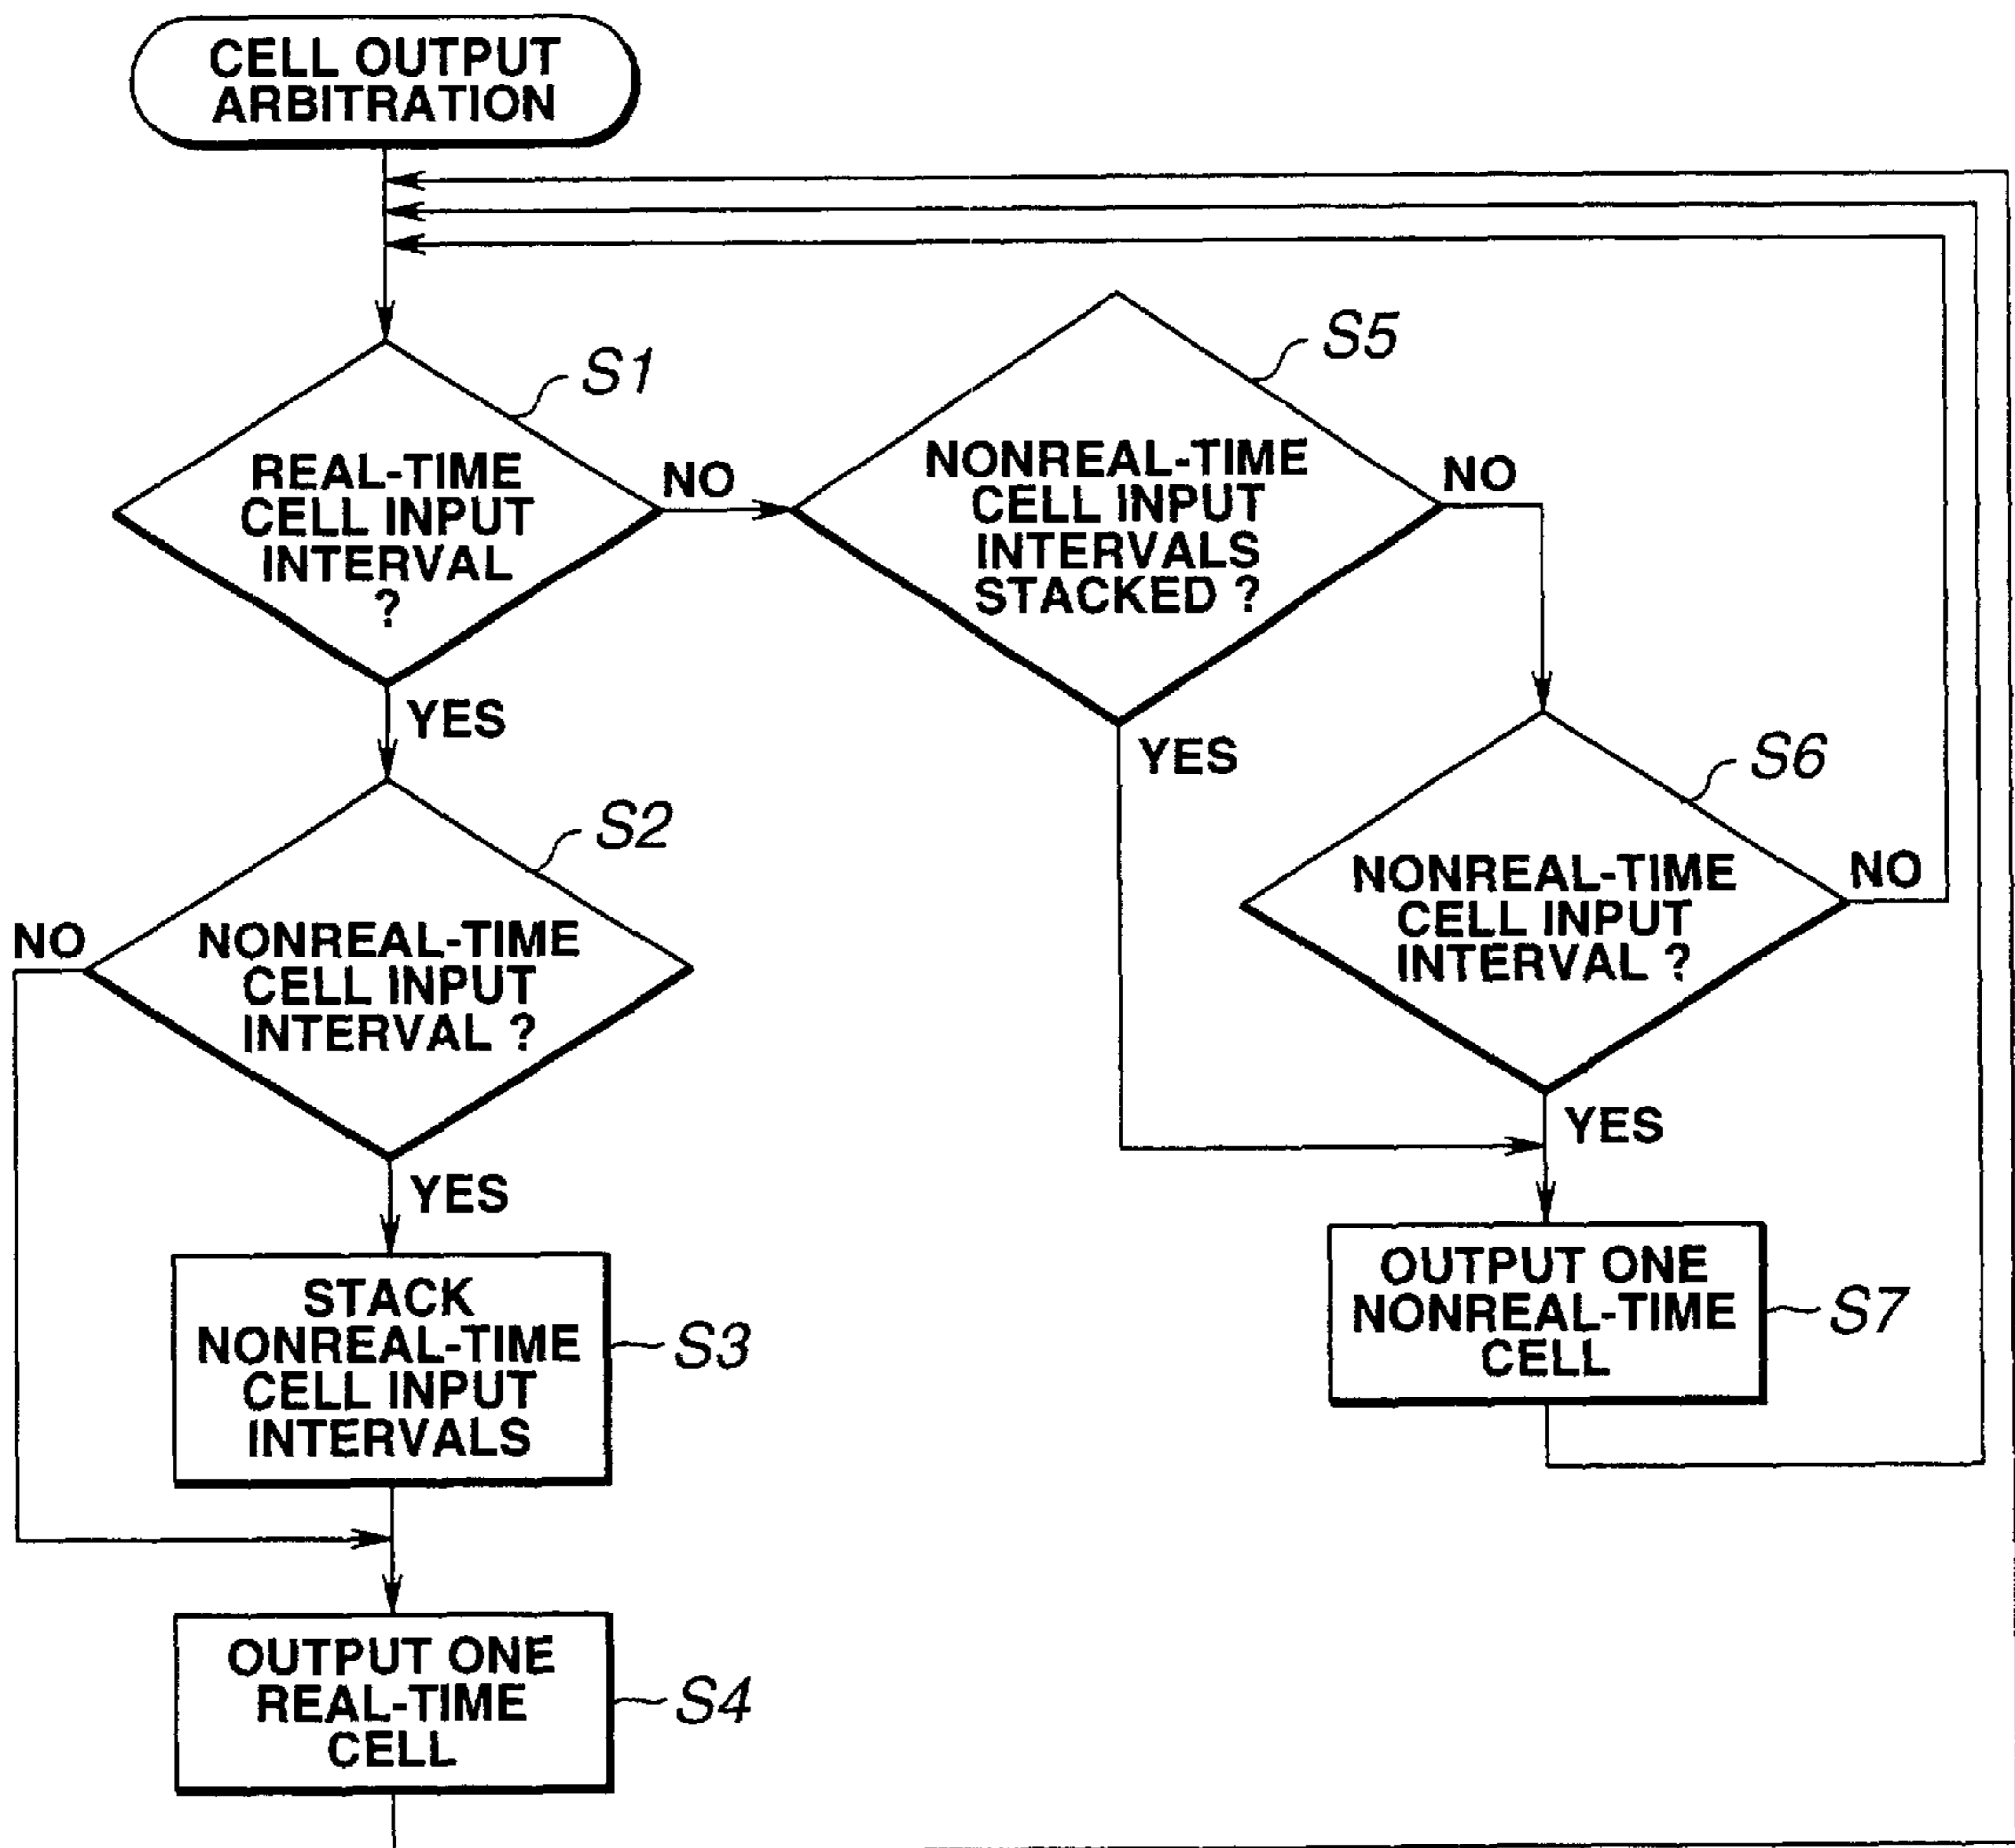 CELL OUTPUT
ARBITRATION
S1
REAL-TIME
CELL INPUT
INTERVAL
?
NO
YES
S5
NONREAL-TIME
CELL INPUT
INTERVALS
STACKED ?
NO
YES
S2
NONREAL-TIME
CELL INPUT
INTERVAL ?
NO
YES
S6
NONREAL-TIME
CELL INPUT
INTERVAL ?
NO
YES
STACK
NONREAL-TIME
CELL INPUT
INTERVALS
S3
OUTPUT ONE
NONREAL-TIME
CELL
S7
OUTPUT ONE
REAL-TIME
CELL
S4